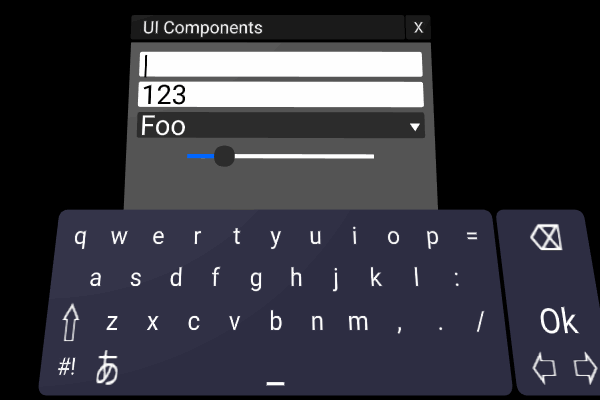 UI Components X
123
Foo
q w e r t y u i o p =
a s d f g h j k l :
z x c v b n m , . /
Ok
#! あ _